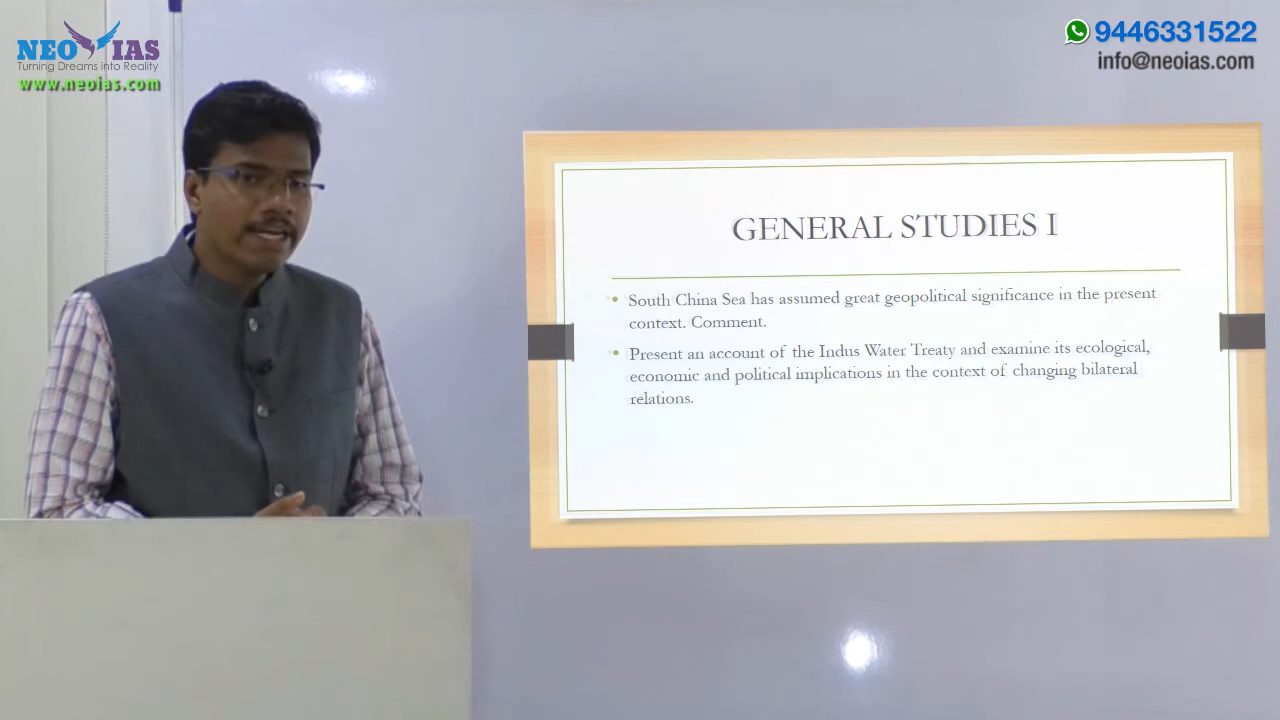 NEO IAS
Turning Dreams into Reality
www.neoias.com
9446331522
info@neoias.com
GENERAL STUDIES I
South China Sea has assumed great geopolitical significance in the present
context. Comment.
Present an account of the Indus Water Treaty and examine its ecological,
economic and political implications in the context of changing bilateral
relations.